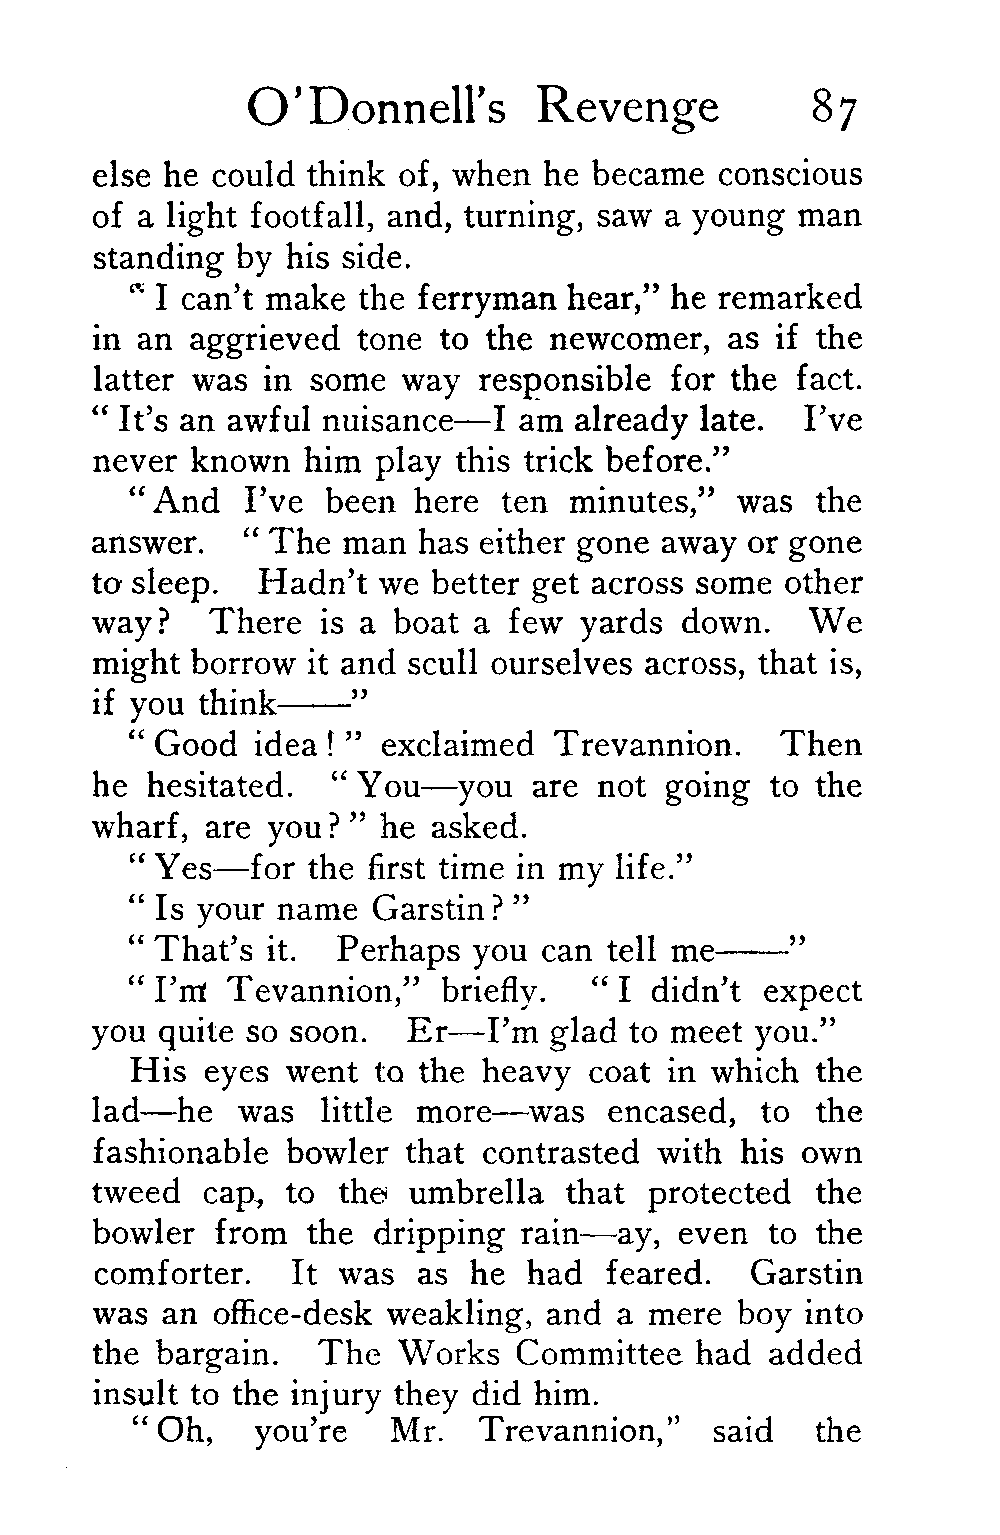 O'Donnell's Revenge 87
else he could think of, when he became conscious
of a light footfall, and, turning, saw a young man
standing by his side.
“ I can't make the ferryman hear,” he remarked
in an aggrieved tone to the newcomer, as if the
latter was in some way responsible for the fact.
“ It's an awful nuisance—I am already late. I've
never known him play this trick before.”
“ And I've been here ten minutes,” was the
answer. “ The man has either gone away or gone
to sleep. Hadn't we better get across some other
way? There is a boat a few yards down. We
might borrow it and scull ourselves across, that is,
if you think——”
“ Good idea ! ” exclaimed Trevannion. Then
he hesitated. “ You—you are not going to the
wharf, are you? ” he asked.
“ Yes—for the first time in my life.”
“ Is your name Garstin? ”
“ That's it. Perhaps you can tell me——”
“ I'm Tevannion,” briefly. “ I didn't expect
you quite so soon. Er—I'm glad to meet you.”
His eyes went to the heavy coat in which the
lad—he was little more—was encased, to the
fashionable bowler that contrasted with his own
tweed cap, to the umbrella that protected the
bowler from the dripping rain—ay, even to the
comforter. It was as he had feared. Garstin
was an office-desk weakling, and a mere boy into
the bargain. The Works Committee had added
insult to the injury they did him.
“ Oh, you're Mr. Trevannion,” said the